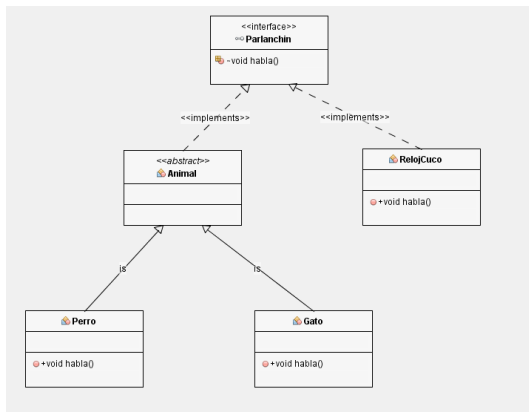 <<interface>>
Parlanchin
~void habla()
<<implements>>
<<implements>>
<<abstract>>
Animal
RelojCuco
+void habla()
is
is
Perro
+void habla()
Gato
+void habla()